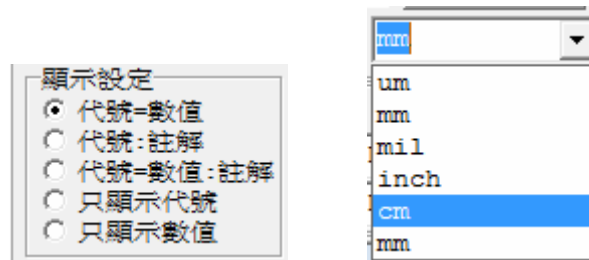 顯示設定
代號=數值
代號:註解
代號=數值:註解
只顯示代號
只顯示數值
mm
um
mm
mil
inch
cm
mm